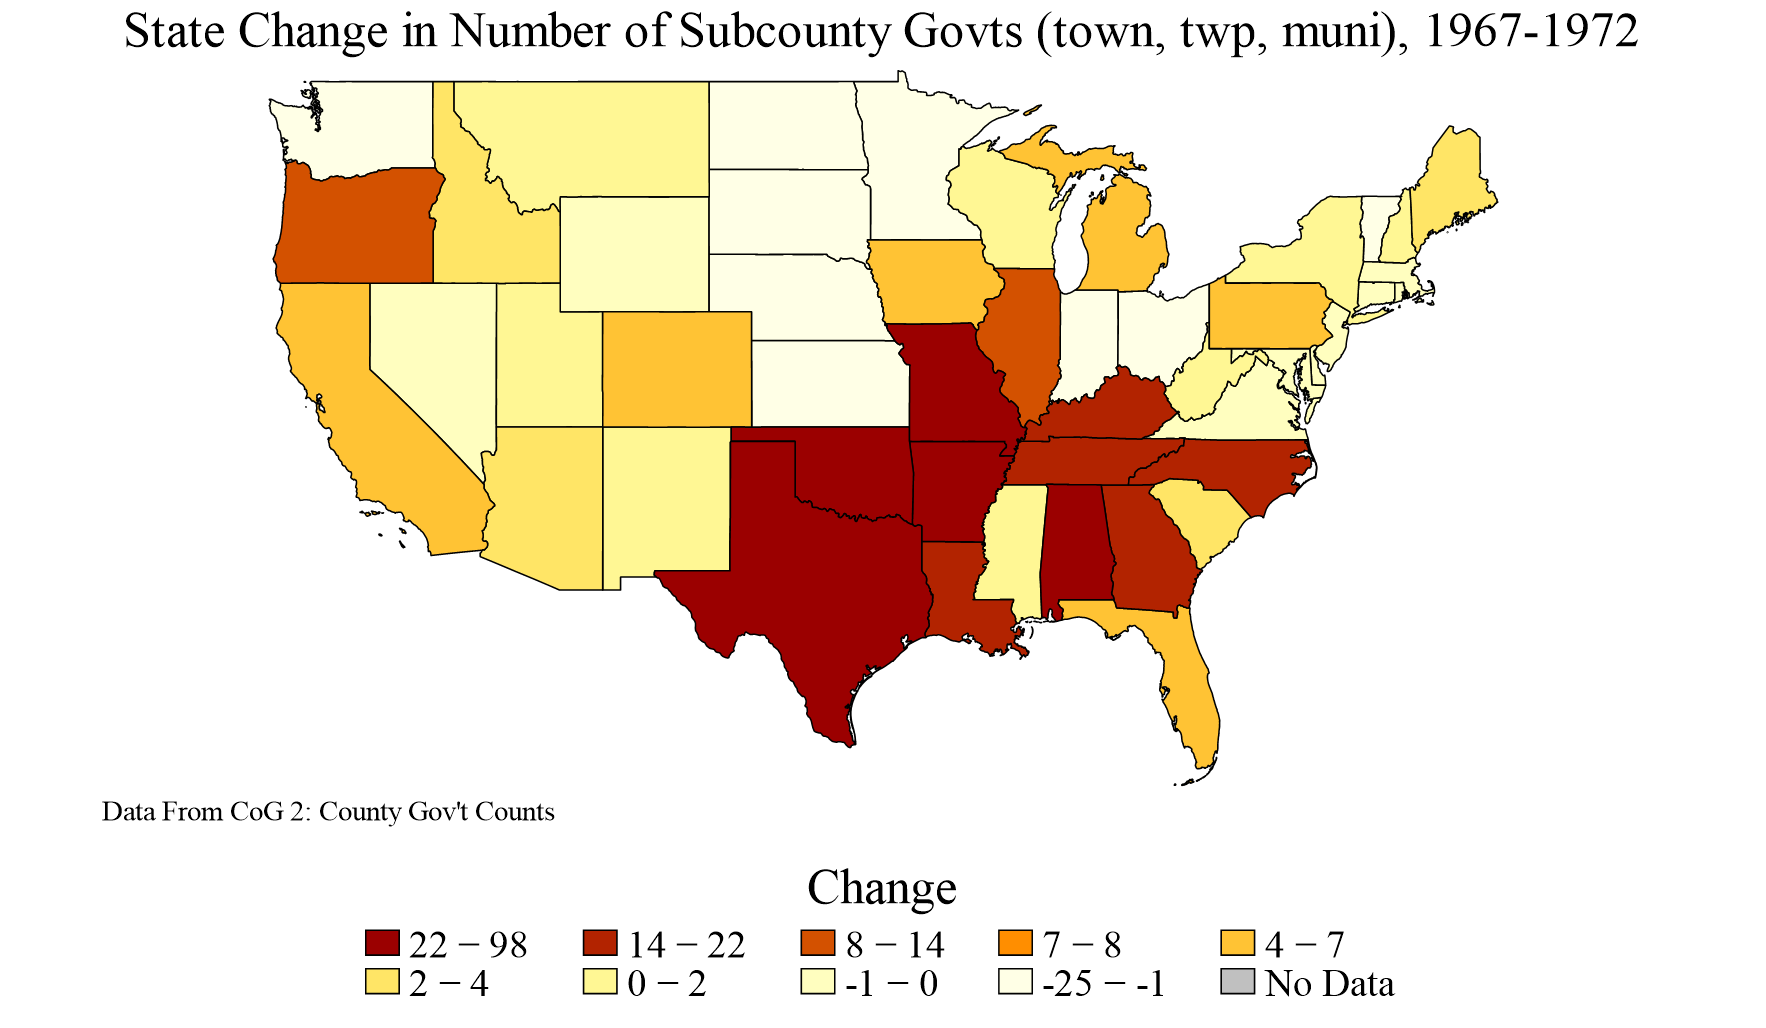 State Change in Number of Subcounty Govts (town, twp, muni), 1967-1972
Data From CoG 2: County Gov't Counts
Change
22 − 98 14 − 22 8 − 14 7 − 8 4 − 7
2 − 4 0 − 2 -1 − 0 -25 − -1 No Data